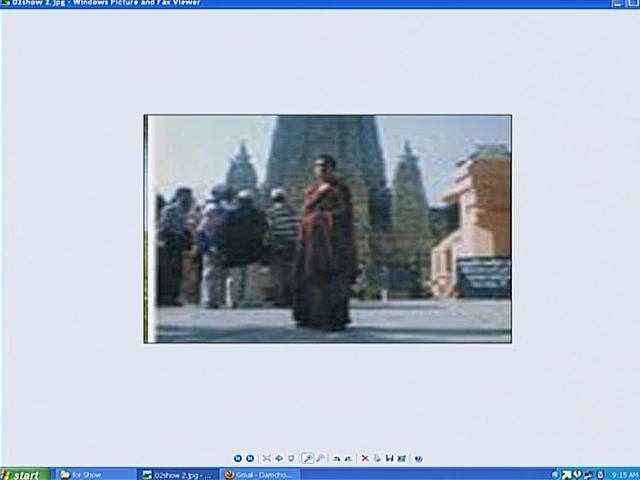 02show 2.jpg - Windows Picture and Fax Viewer
start
for Show
02show 2.jpg - ...
Gmail - Damcho...
9:15 AM